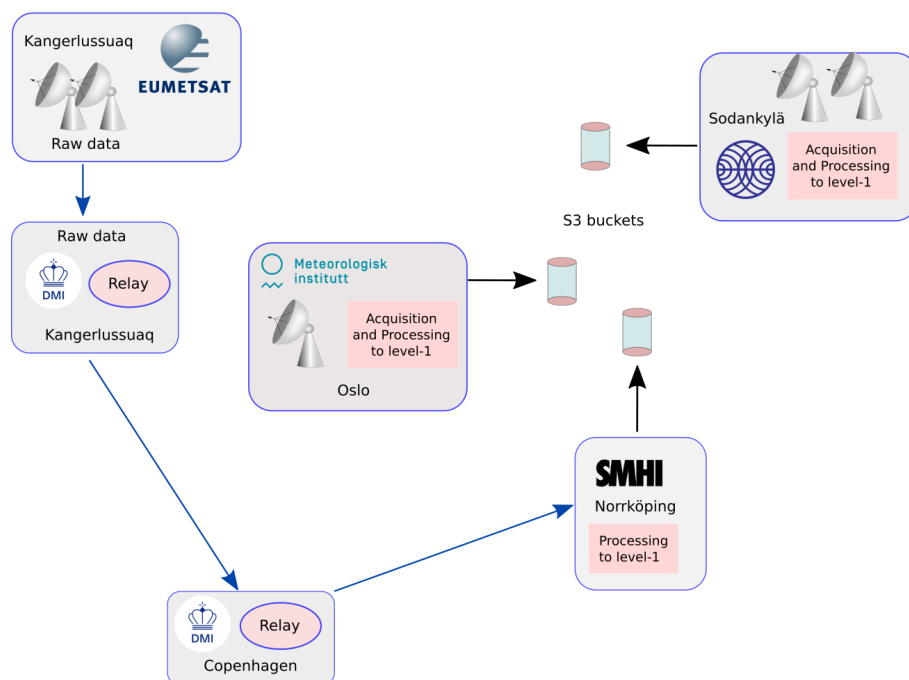 Kangerlussuaq
EUMETSAT
Raw data
Raw data
DMI
Relay
Kangerlussuaq
Meteorologisk
institutt
Acquisition
and Processing
to level-1
Oslo
S3 buckets
Sodankylä
Acquisition
and Processing
to level-1
SMHI
Norrköping
Processing
to level-1
DMI
Relay
Copenhagen